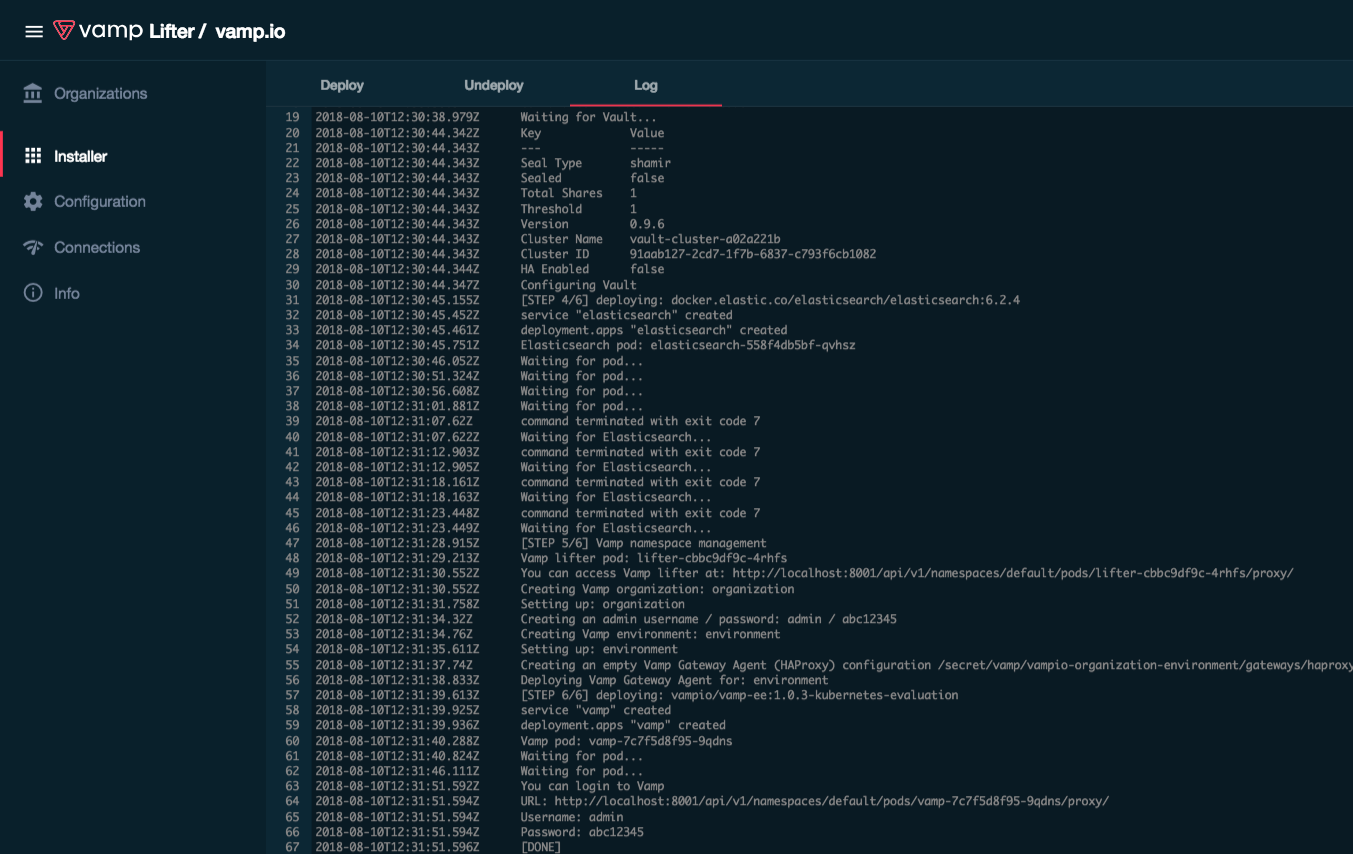 vamp Lifter / vamp.io
Organizations
Installer
Configuration
Connections
Info
Deploy Undeploy Log
19 2018-08-10T12:30:38.979Z Waiting for Vault...
20 2018-08-10T12:30:44.342Z Key Value
21 2018-08-10T12:30:44.343Z --- -----
22 2018-08-10T12:30:44.343Z Seal Type shamir
23 2018-08-10T12:30:44.343Z Sealed false
24 2018-08-10T12:30:44.343Z Total Shares 1
25 2018-08-10T12:30:44.343Z Threshold 1
26 2018-08-10T12:30:44.343Z Version 0.9.6
27 2018-08-10T12:30:44.343Z Cluster Name vault-cluster-a02a221b
28 2018-08-10T12:30:44.343Z Cluster ID 91aab127-2cd7-1f7b-6837-c793f6cb1082
29 2018-08-10T12:30:44.344Z HA Enabled false
30 2018-08-10T12:30:44.347Z Configuring Vault
31 2018-08-10T12:30:45.155Z [STEP 4/6] deploying: docker.elastic.co/elasticsearch/elasticsearch:6.2.4
32 2018-08-10T12:30:45.452Z service "elasticsearch" created
33 2018-08-10T12:30:45.461Z deployment.apps "elasticsearch" created
34 2018-08-10T12:30:45.751Z Elasticsearch pod: elasticsearch-558f4db5bf-qvhsz
35 2018-08-10T12:30:46.052Z Waiting for pod...
36 2018-08-10T12:30:51.324Z Waiting for pod...
37 2018-08-10T12:30:56.608Z Waiting for pod...
38 2018-08-10T12:31:01.881Z Waiting for pod...
39 2018-08-10T12:31:07.62Z command terminated with exit code 7
40 2018-08-10T12:31:07.622Z Waiting for Elasticsearch...
41 2018-08-10T12:31:12.903Z command terminated with exit code 7
42 2018-08-10T12:31:12.905Z Waiting for Elasticsearch...
43 2018-08-10T12:31:18.161Z command terminated with exit code 7
44 2018-08-10T12:31:18.163Z Waiting for Elasticsearch...
45 2018-08-10T12:31:23.448Z command terminated with exit code 7
46 2018-08-10T12:31:23.449Z Waiting for Elasticsearch...
47 2018-08-10T12:31:28.915Z [STEP 5/6] Vamp namespace management
48 2018-08-10T12:31:29.213Z Vamp lifter pod: lifter-cbbc9df9c-4rhfs
49 2018-08-10T12:31:30.552Z You can access Vamp lifter at: http://localhost:8001/api/v1/namespaces/default/pods/lifter-cbbc9df9c-4rhfs/proxy/
50 2018-08-10T12:31:30.552Z Creating Vamp organization: organization
51 2018-08-10T12:31:31.758Z Setting up: organization
52 2018-08-10T12:31:34.32Z Creating an admin username / password: admin / abc12345
53 2018-08-10T12:31:34.76Z Creating Vamp environment: environment
54 2018-08-10T12:31:35.611Z Setting up: environment
55 2018-08-10T12:31:37.74Z Creating an empty Vamp Gateway Agent (HAProxy) configuration /secret/vamp/vampio-organization-environment/gateways/haproxy
56 2018-08-10T12:31:38.833Z Deploying Vamp Gateway Agent for: environment
57 2018-08-10T12:31:39.613Z [STEP 6/6] deploying: vampio/vamp-ee:1.0.3-kubernetes-evaluation
58 2018-08-10T12:31:39.925Z service "vamp" created
59 2018-08-10T12:31:39.936Z deployment.apps "vamp" created
60 2018-08-10T12:31:40.288Z Vamp pod: vamp-7c7f5d8f95-9qdns
61 2018-08-10T12:31:40.824Z Waiting for pod...
62 2018-08-10T12:31:46.111Z Waiting for pod...
63 2018-08-10T12:31:51.592Z You can login to Vamp
64 2018-08-10T12:31:51.594Z URL: http://localhost:8001/api/v1/namespaces/default/pods/vamp-7c7f5d8f95-9qdns/proxy/
65 2018-08-10T12:31:51.594Z Username: admin
66 2018-08-10T12:31:51.594Z Password: abc12345
67 2018-08-10T12:31:51.596Z [DONE]